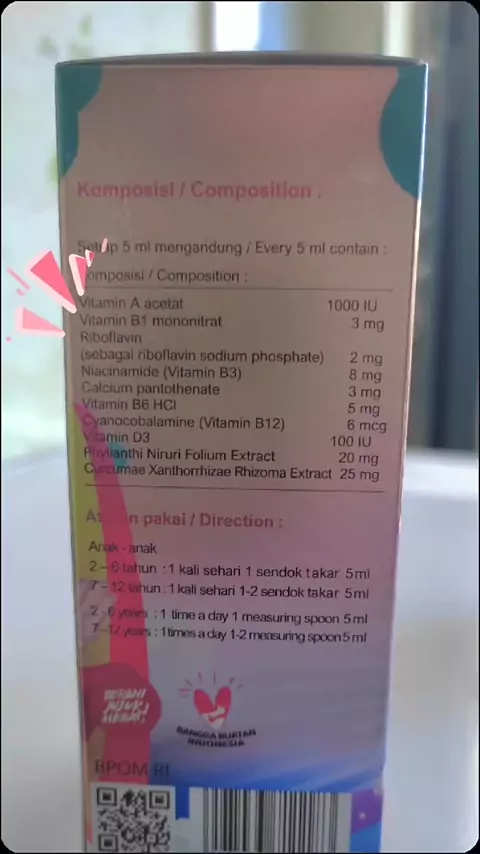 Komposisi / Composition :
Setiap 5 ml mengandung / Every 5 ml contain :
Komposisi / Composition :
Vitamin A acetat 1000 IU
Vitamin B1 mononitrat 3 mg
Riboflavin
(sebagai riboflavin sodium phosphate) 2 mg
Niacinamide (Vitamin B3) 8 mg
Calcium pantothenate 3 mg
Vitamin B6 HCl 5 mg
Cyanocobalamine (Vitamin B12) 6 mcg
Vitamin D3 100 IU
Phyllanthi Niruri Folium Extract 20 mg
Curcumae Xanthorrhizae Rhizoma Extract 25 mg
Aturan pakai / Direction :
Anak - anak
2 – 6 tahun : 1 kali sehari 1 sendok takar 5ml
7 – 12 tahun : 1 kali sehari 1-2 sendok takar 5ml
2 - 6 years : 1 time a day 1 measuring spoon 5 ml
7 – 12 years : 1 times a day 1-2 measuring spoon 5 ml
BANGGA BUATAN
INDONESIA
BPOM RI